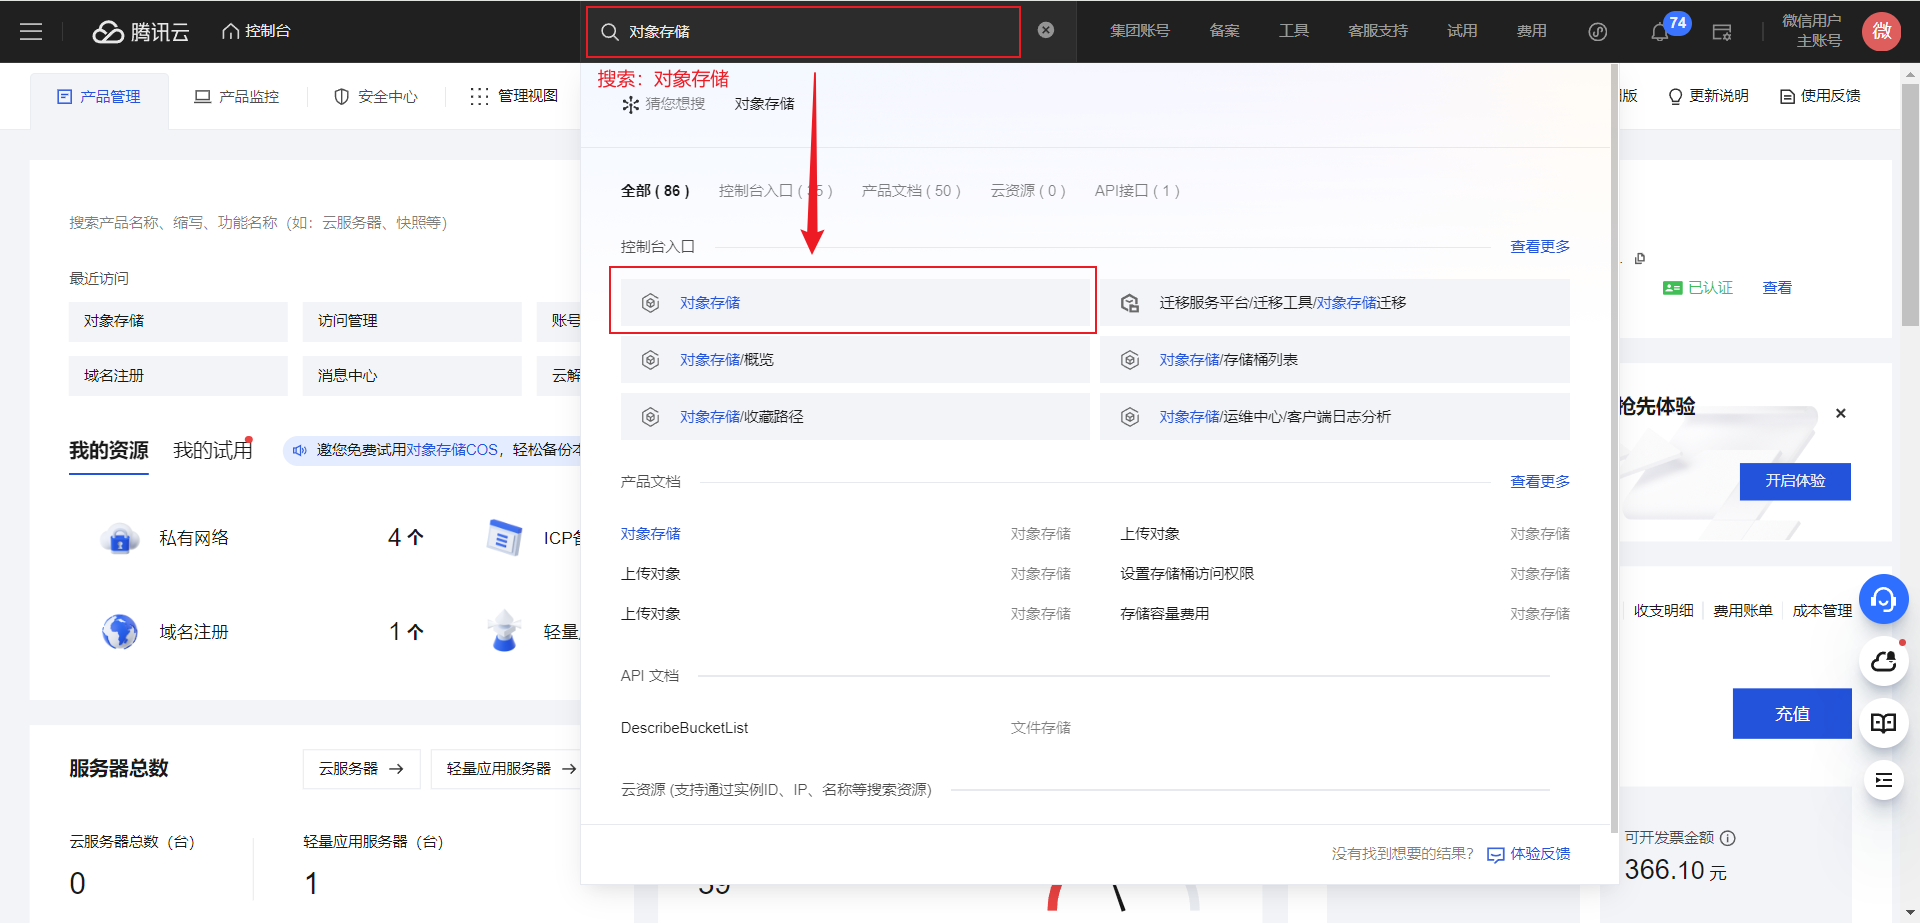 腾讯云
控制台
对象存储
集团账号
备案
工具
客服支持
试用
费用
74
微信用户
主账号
微
搜索：对象存储
产品管理
产品监控
安全中心
管理视图
猜您想搜
对象存储
版
更新说明
使用反馈
全部 ( 86 )
控制台入口 ( 35 )
产品文档 ( 50 )
云资源 ( 0 )
API接口 ( 1 )
搜索产品名称、缩写、功能名称（如：云服务器、快照等）
控制台入口
查看更多
最近访问
对象存储
访问管理
账号
域名注册
消息中心
云解
对象存储
迁移服务平台/迁移工具/对象存储迁移
对象存储/概览
对象存储/存储桶列表
对象存储/收藏路径
对象存储/运维中心/客户端日志分析
已认证
查看
抢先体验
开启体验
我的资源
我的试用
邀您免费试用对象存储COS，轻松备份本
产品文档
查看更多
对象存储
对象存储
上传对象
对象存储
上传对象
对象存储
设置存储桶访问权限
对象存储
上传对象
对象存储
存储容量费用
对象存储
私有网络
4 个
ICP备
域名注册
1 个
轻量
收支明细
费用账单
成本管理
API 文档
DescribeBucketList
文件存储
充值
云资源 (支持通过实例ID、IP、名称等搜索资源)
服务器总数
云服务器 →
轻量应用服务器 →
云服务器总数（台）
0
轻量应用服务器（台）
1
没有找到想要的结果？
体验反馈
可开发票金额
366.10 元